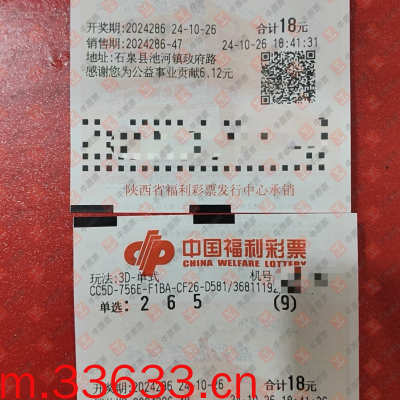 开奖期:2024286 24-10-26 合计18元
销售期:2024286-47 24-10-26 18:41:31
地址:石泉县池河镇政府路
感谢您为公益事业贡献6.12元
陕西省福利彩票发行中心承销
中国福利彩票
CHINA WELFARE LOTTERY
玩法:3D-单式 机号
CC5D-756E-F1BA-CF26-D581/3681119
单选: 2 6 5 (9)
开奖期:2024286 24-10-26 合计18元
m.33633.cn